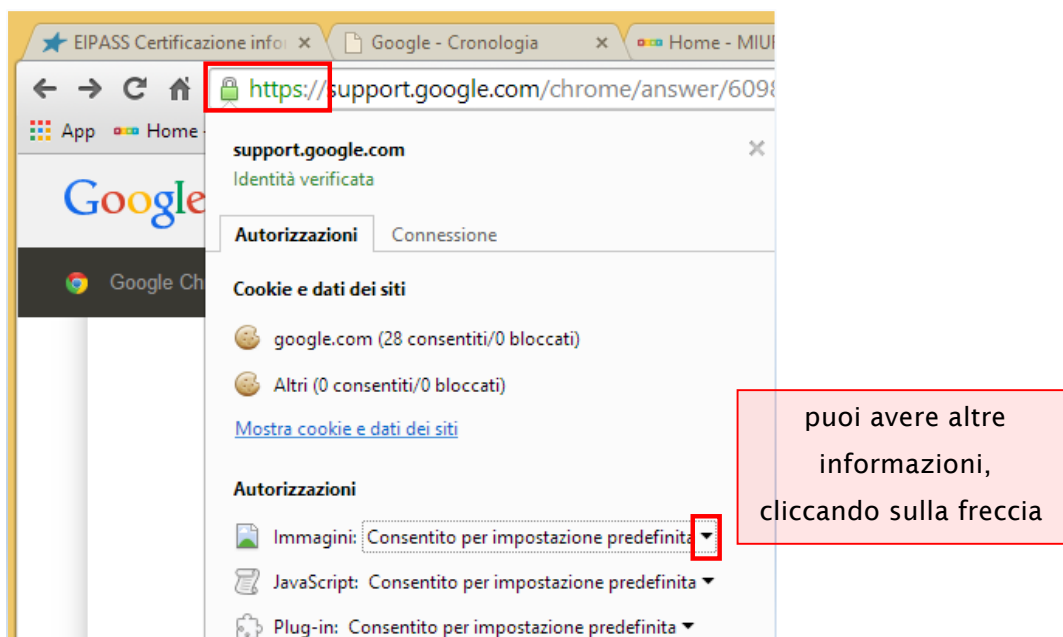 EIPASS Certificazione info
Google - Cronologia
Home - MIUR
https://support.google.com/chrome/answer/6098
App
Home
support.google.com
Identità verificata
Google
Autorizzazioni
Connessione
Google Ch
Cookie e dati dei siti
google.com (28 consentiti/0 bloccati)
Altri (0 consentiti/0 bloccati)
Mostra cookie e dati dei siti
puoi avere altre
informazioni,
cliccando sulla freccia
Autorizzazioni
Immagini: Consentito per impostazione predefinita
JavaScript: Consentito per impostazione predefinita
Plug-in: Consentito per impostazione predefinita